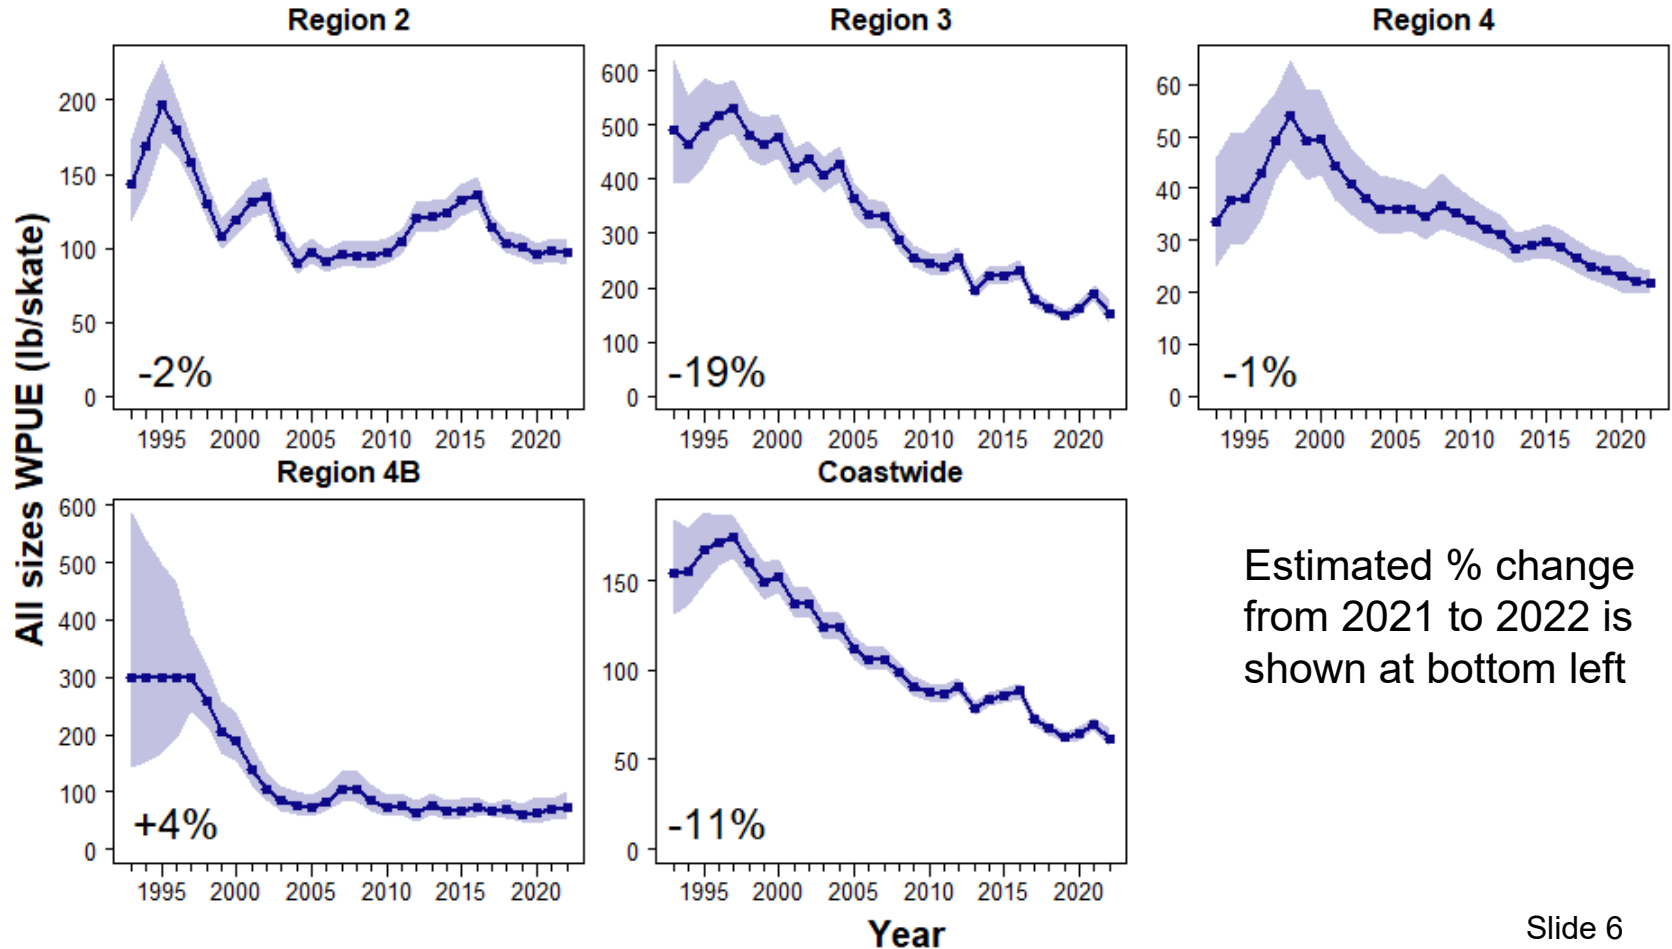 Region 2
Region 3
Region 4
All sizes WPUE (lb/skate)
200
150
100
50
0
-2%
1995 2000 2005 2010 2015 2020
600
500
400
300
200
100
0
-19%
1995 2000 2005 2010 2015 2020
60
50
40
30
20
10
0
-1%
1995 2000 2005 2010 2015 2020
Region 4B
Coastwide
600
500
400
300
200
100
0
+4%
1995 2000 2005 2010 2015 2020
150
100
50
0
-11%
1995 2000 2005 2010 2015 2020
Estimated % change
from 2021 to 2022 is
shown at bottom left
Year
Slide 6